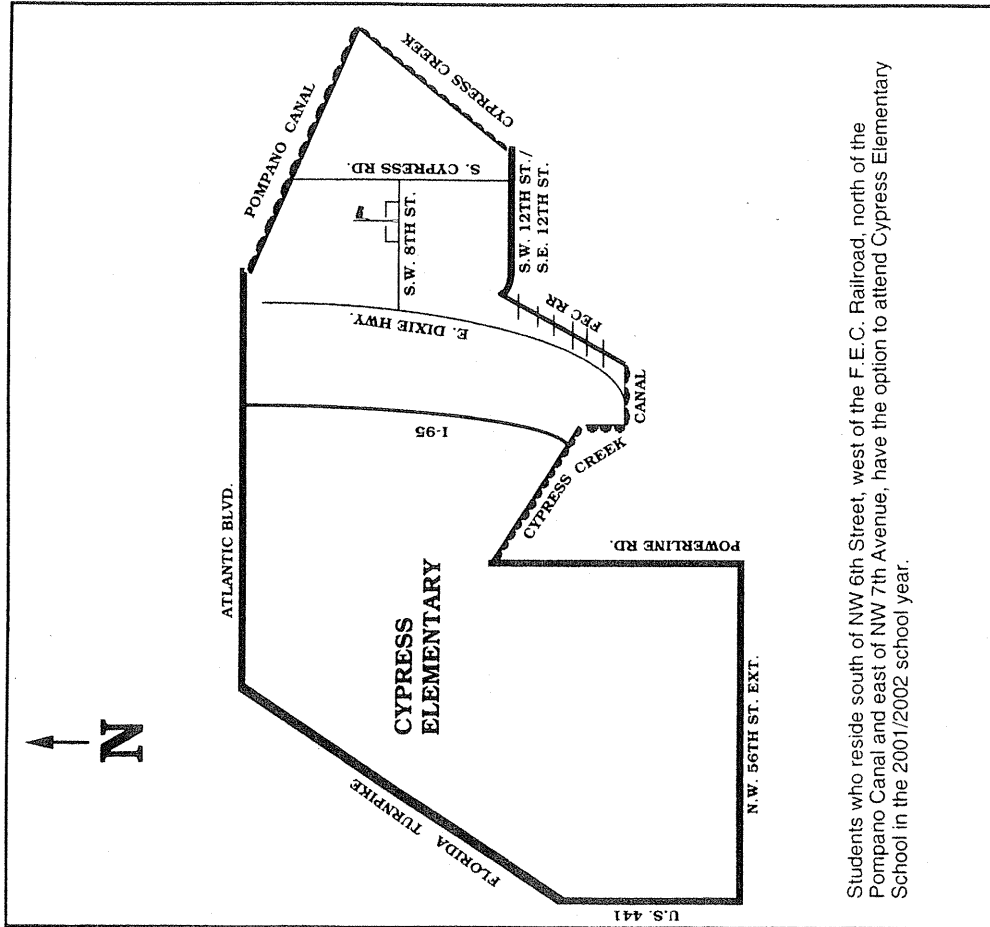 N
POMPANO CANAL
CYPRESS CREEK
ATLANTIC BLVD.
S. CYPRESS RD.
S.W. 8TH ST.
E. DIXIE HWY.
S.W. 12TH ST./
S.E. 12TH ST.
I-95
FEC RR
CANAL
CYPRESS CREEK
CYPRESS
ELEMENTARY
POWERLINE RD.
FLORIDA TURNPIKE
U.S. 441
N.W. 56TH ST. EXT.
Students who reside south of NW 6th Street, west of the F.E.C. Railroad, north of the
Pompano Canal and east of NW 7th Avenue, have the option to attend Cypress Elementary
School in the 2001/2002 school year.